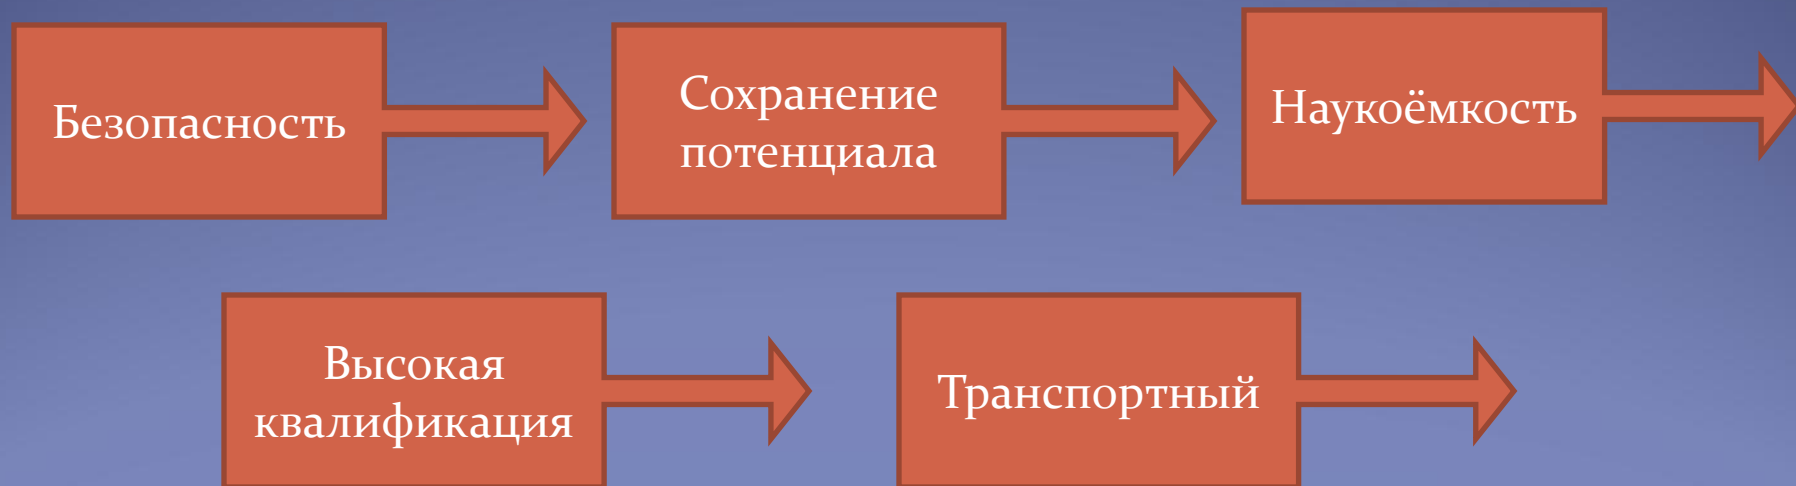 Безопасность
Сохранение
потенциала
Наукоёмкость
Высокая
квалификация
Транспортный